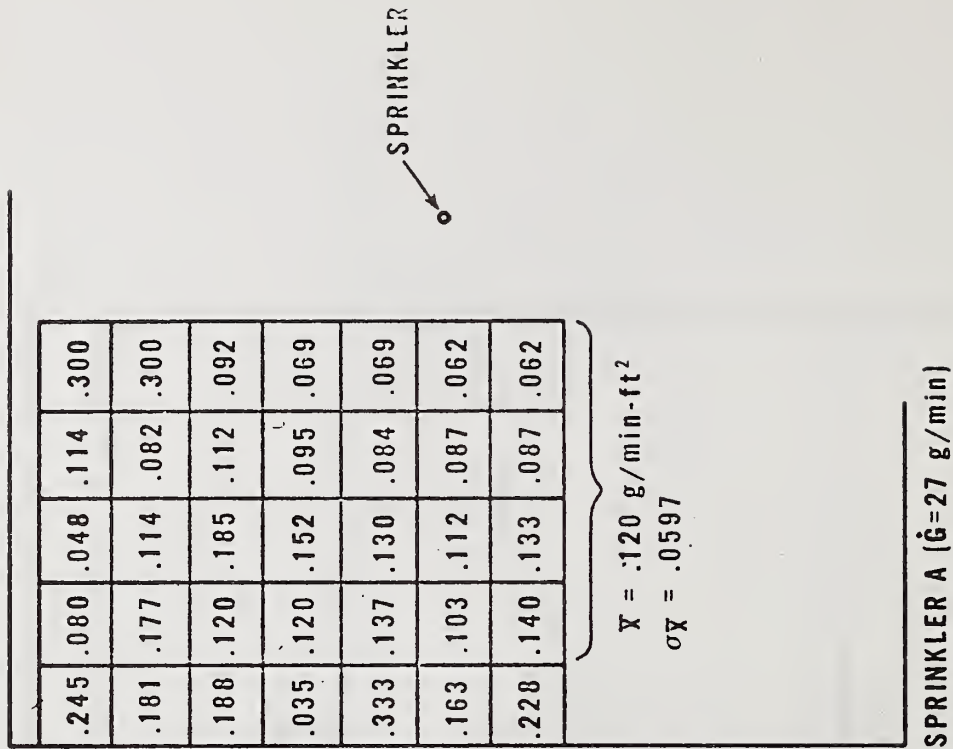 SPRINKLER
.245 .080 .048 .114 .300
.181 .177 .114 .082 .300
.188 .120 .185 .112 .092
.035 .120 .152 .095 .069
.333 .137 .130 .084 .069
.163 .103 .112 .087 .062
.228 .140 .133 .087 .062
X̄ = .120 g/min-ft²
σX̄ = .0597
SPRINKLER A (Ġ=27 g/min)